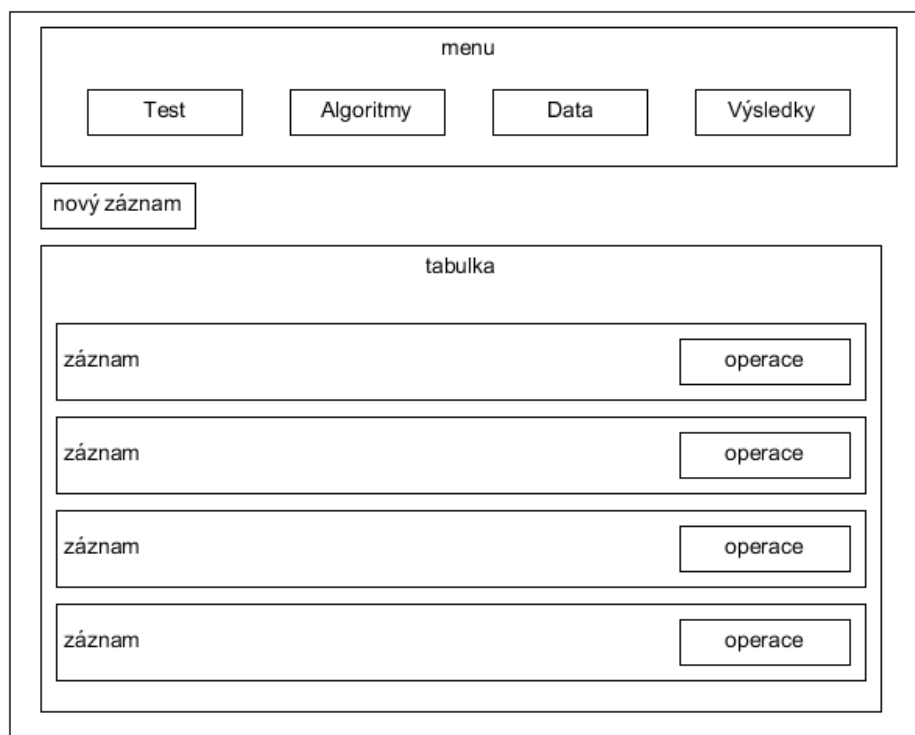 menu
Test
Algoritmy
Data
Výsledky
nový záznam
tabulka
záznam
operace
záznam
operace
záznam
operace
záznam
operace